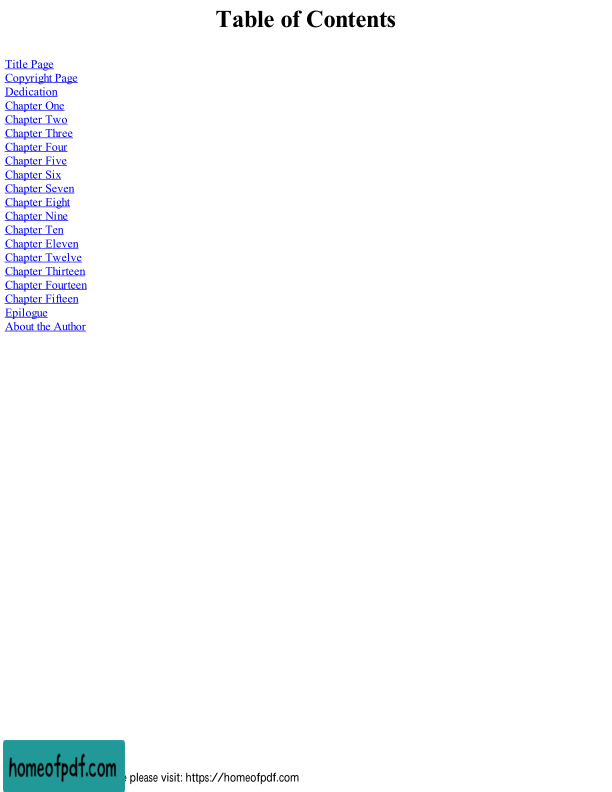 Table of Contents
Title Page
Copyright Page
Dedication
Chapter One
Chapter Two
Chapter Three
Chapter Four
Chapter Five
Chapter Six
Chapter Seven
Chapter Eight
Chapter Nine
Chapter Ten
Chapter Eleven
Chapter Twelve
Chapter Thirteen
Chapter Fourteen
Chapter Fifteen
Epilogue
About the Author
homeofpdf.com
please visit: https://homeofpdf.com